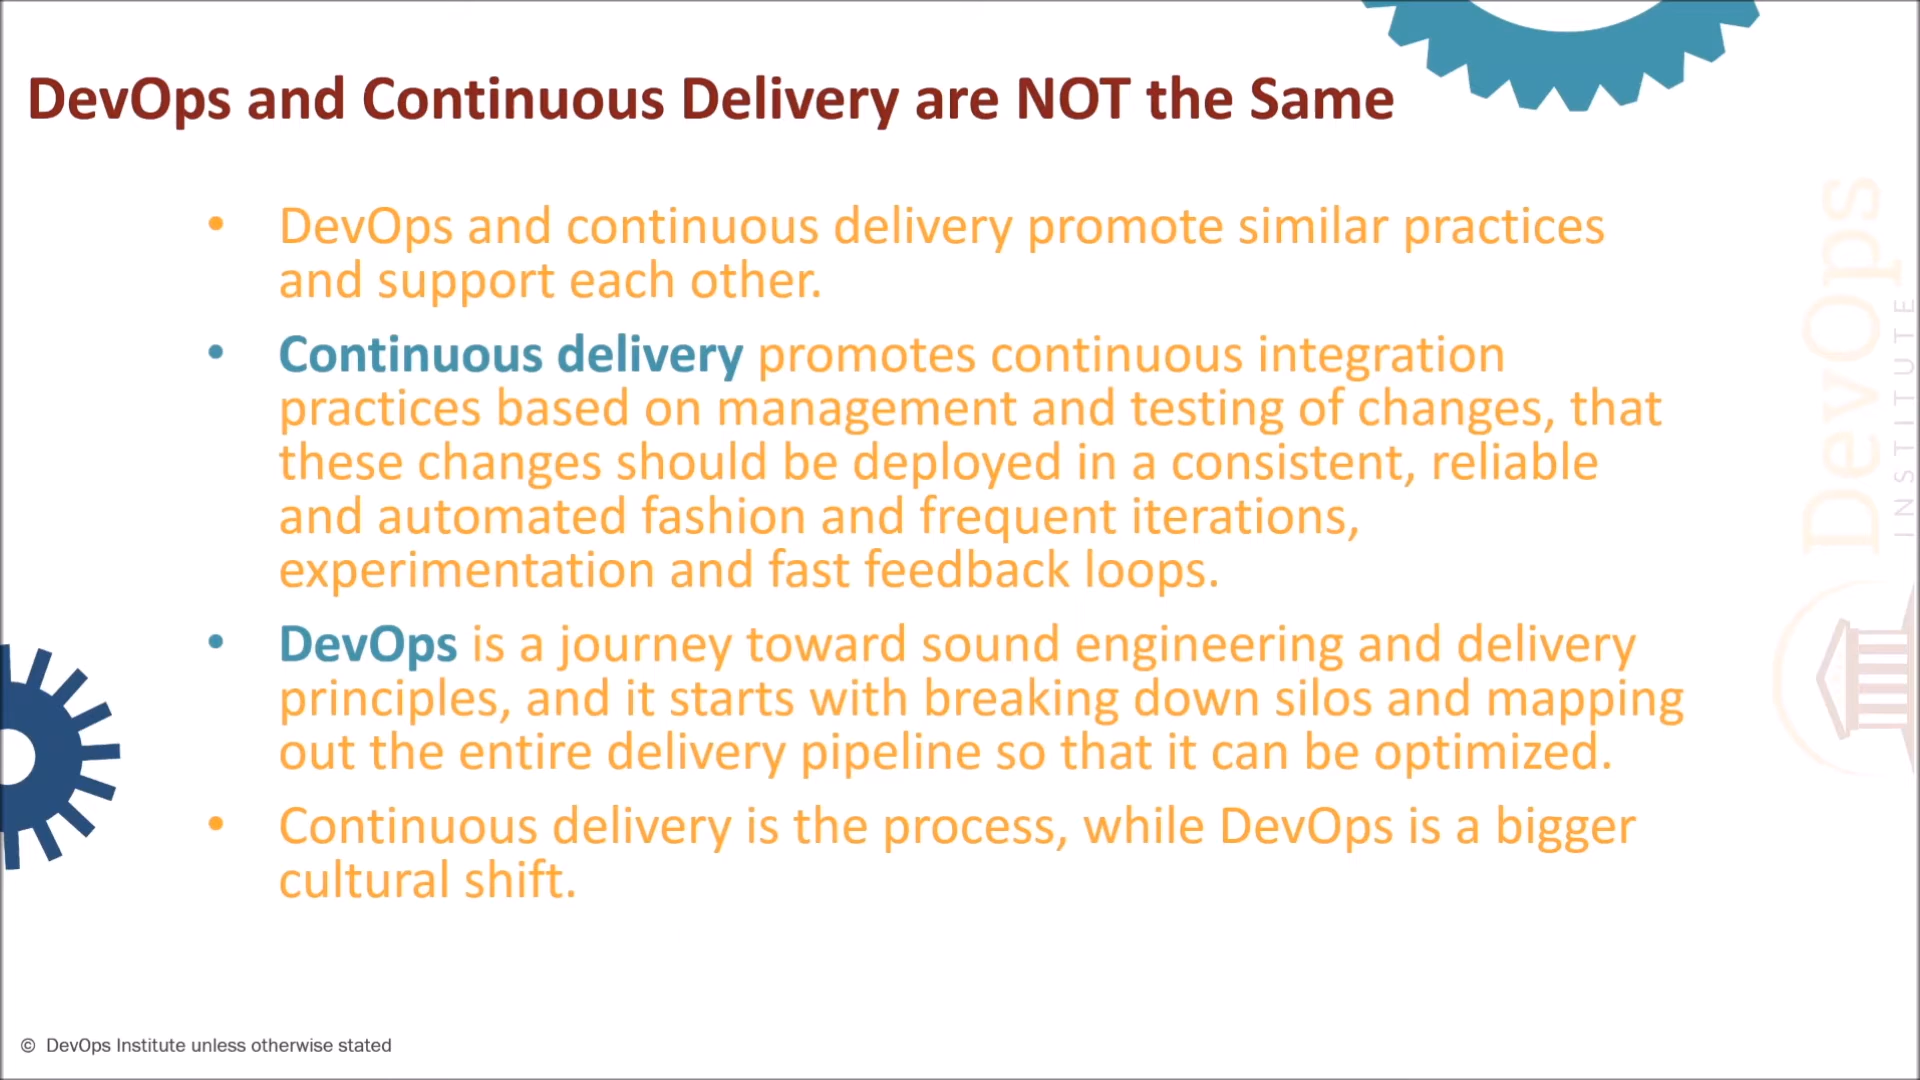 DevOps and Continuous Delivery are NOT the Same
• DevOps and continuous delivery promote similar practices
and support each other.
• Continuous delivery promotes continuous integration
practices based on management and testing of changes, that
these changes should be deployed in a consistent, reliable
and automated fashion and frequent iterations,
experimentation and fast feedback loops.
• DevOps is a journey toward sound engineering and delivery
principles, and it starts with breaking down silos and mapping
out the entire delivery pipeline so that it can be optimized.
• Continuous delivery is the process, while DevOps is a bigger
cultural shift.
DevOps
INSTITUTE
© DevOps Institute unless otherwise stated